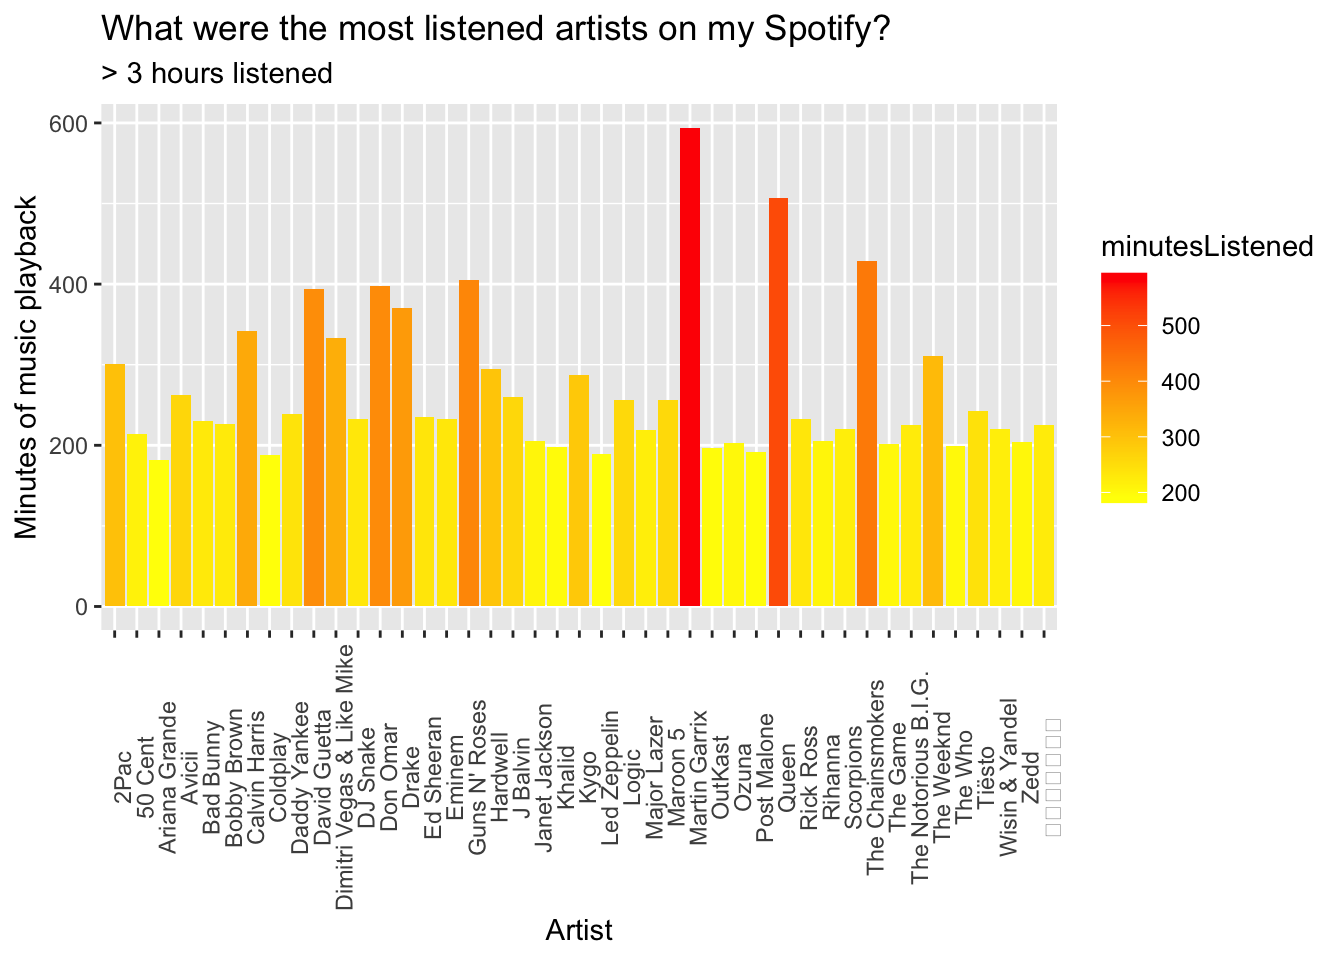 What were the most listened artists on my Spotify?
> 3 hours listened
Minutes of music playback
600
400
200
0
2Pac
50 Cent
Ariana Grande
Avicii
Bad Bunny
Bobby Brown
Calvin Harris
Coldplay
Daddy Yankee
David Guetta
Dimitri Vegas & Like Mike
DJ Snake
Don Omar
Drake
Ed Sheeran
Eminem
Guns N' Roses
Hardwell
J Balvin
Janet Jackson
Khalid
Kygo
Led Zeppelin
Logic
Major Lazer
Maroon 5
Martin Garrix
OutKast
Ozuna
Post Malone
Queen
Rick Ross
Rihanna
Scorpions
The Chainsmokers
The Game
The Notorious B.I.G.
The Weeknd
The Who
Tiësto
Wisin & Yandel
Zedd
Artist
minutesListened
500
400
300
200